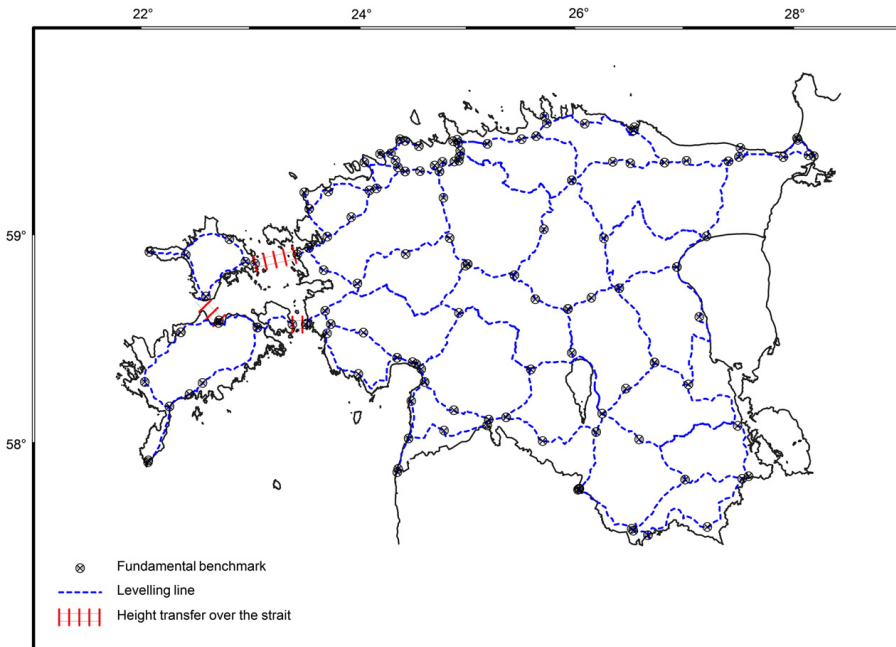 22° 24° 26° 28°
59°
58°
Fundamental benchmark
Levelling line
Height transfer over the strait